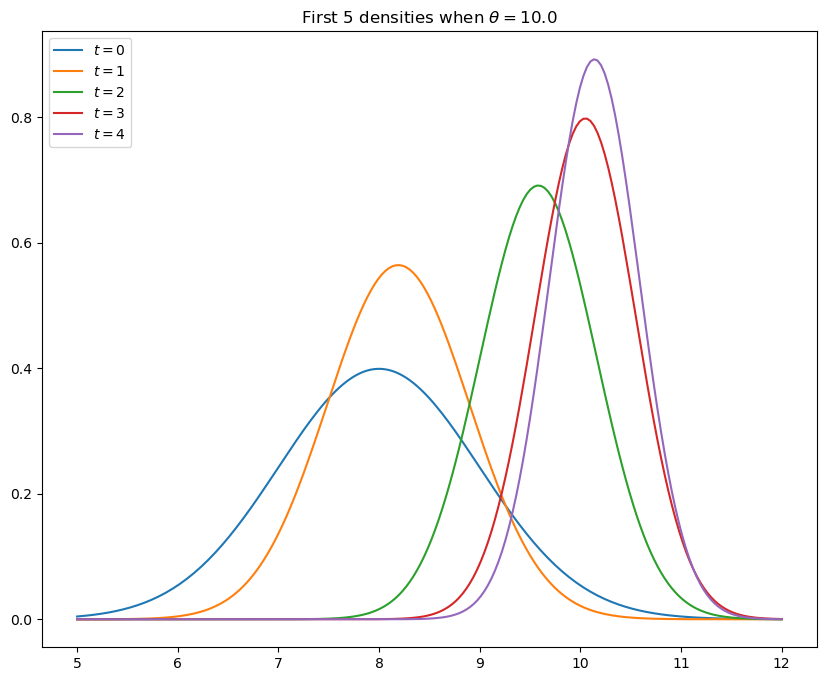 First 5 densities when θ = 10.0
t = 0
t = 1
t = 2
t = 3
t = 4
0.8
0.6
0.4
0.2
0.0
5 6 7 8 9 10 11 12